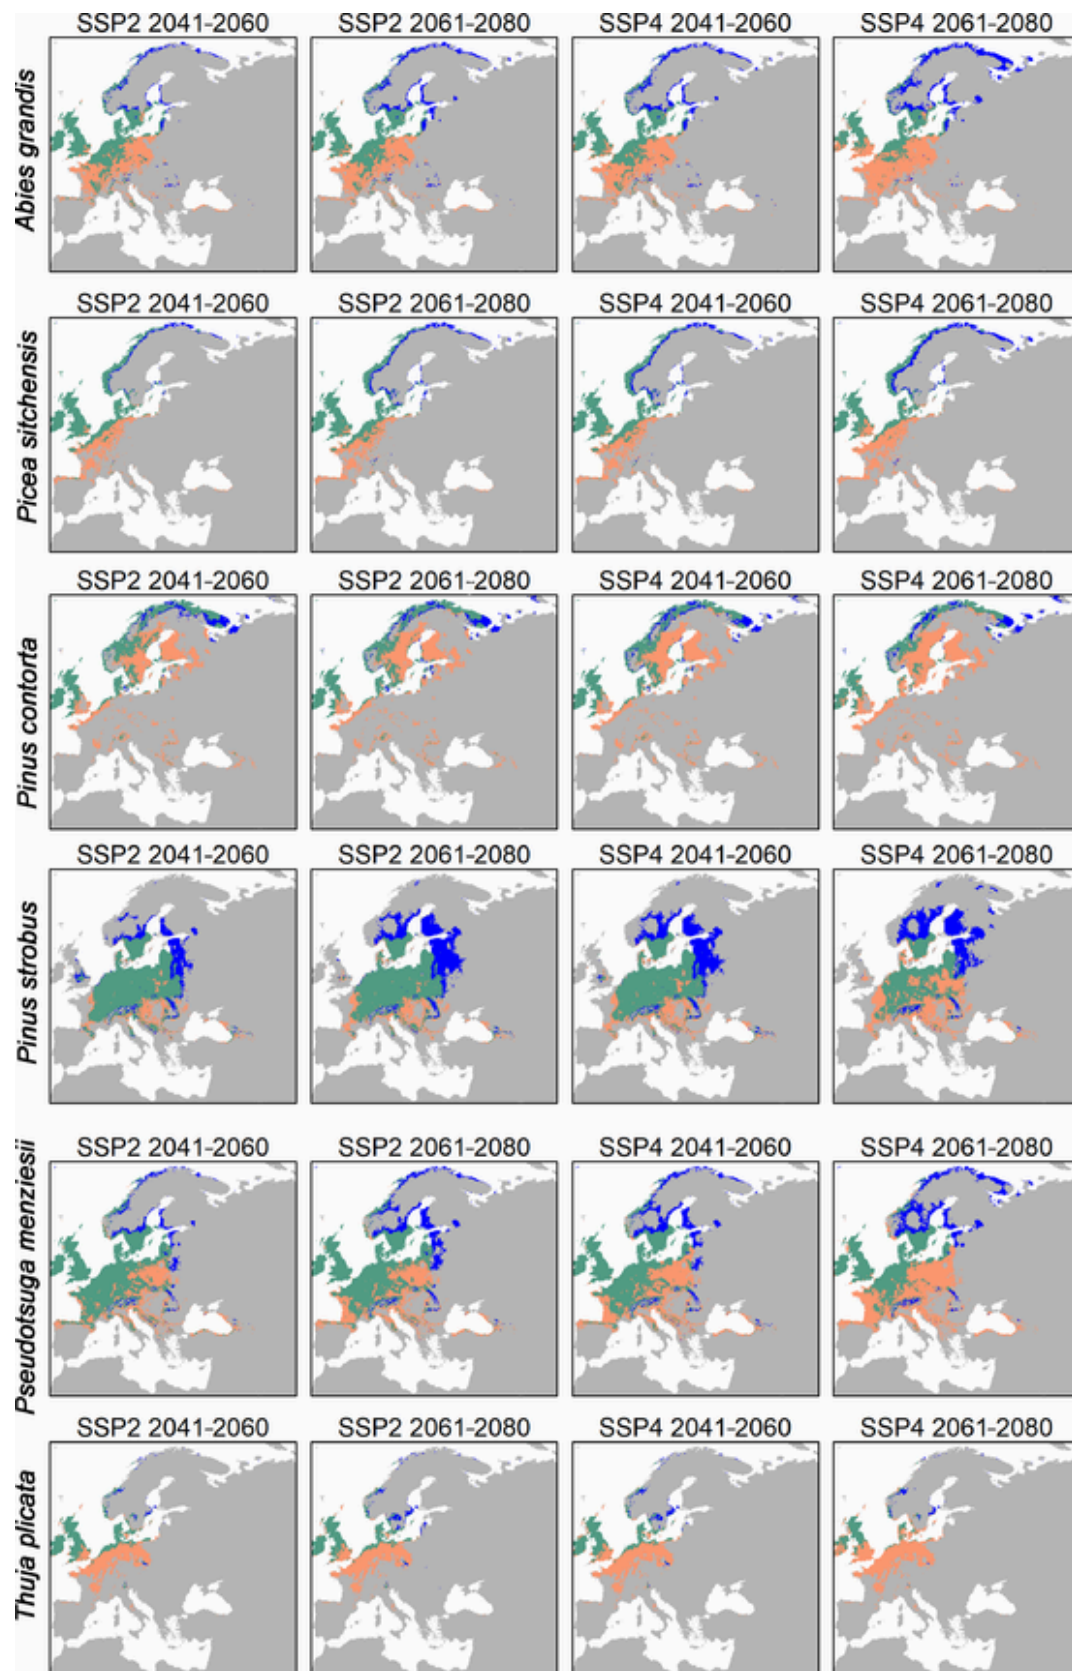 SSP2 2041-2060 SSP2 2061-2080 SSP4 2041-2060 SSP4 2061-2080
Abies grandis
SSP2 2041-2060 SSP2 2061-2080 SSP4 2041-2060 SSP4 2061-2080
Picea sitchensis
SSP2 2041-2060 SSP2 2061-2080 SSP4 2041-2060 SSP4 2061-2080
Pinus contorta
SSP2 2041-2060 SSP2 2061-2080 SSP4 2041-2060 SSP4 2061-2080
Pinus strobus
SSP2 2041-2060 SSP2 2061-2080 SSP4 2041-2060 SSP4 2061-2080
Pseudotsuga menziesii
SSP2 2041-2060 SSP2 2061-2080 SSP4 2041-2060 SSP4 2061-2080
Thuja plicata